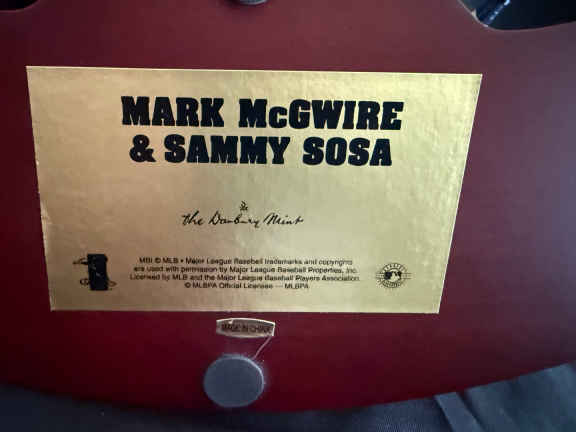 MARK McGWIRE
& SAMMY SOSA
the Danbury Mint
MBI © MLB • Major League Baseball trademarks and copyrights
are used with permission by Major League Baseball Properties, Inc.
Licensed by MLB and the Major League Baseball Players Association.
© MLBPA Official Licensee — MLBPA
MADE IN CHINA